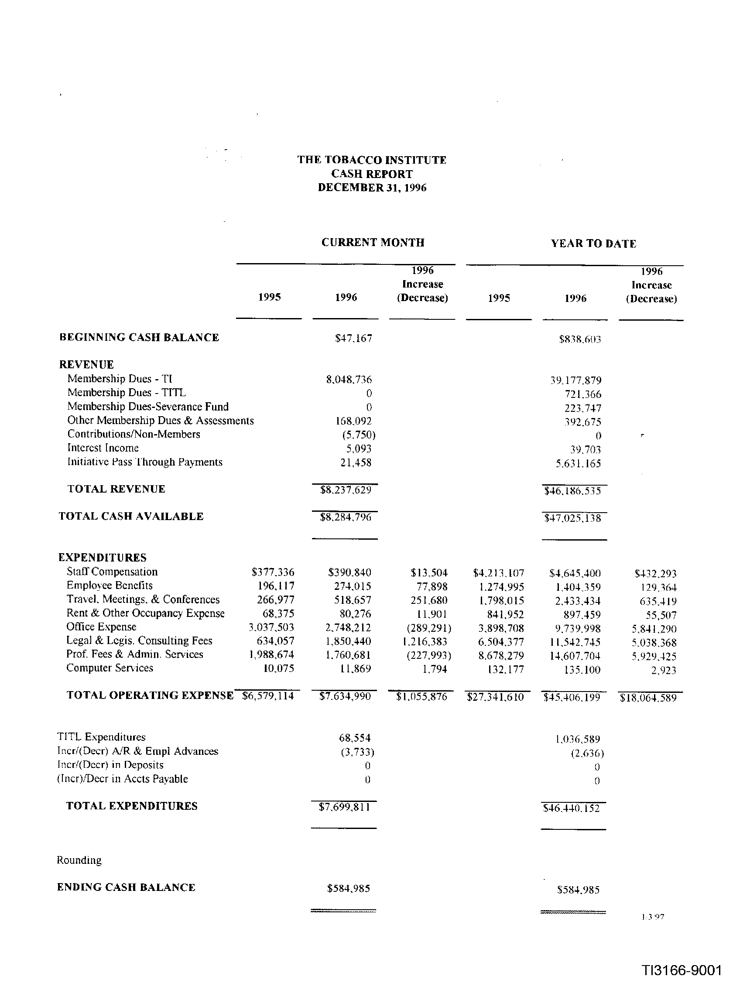 THE TOBACCO INSTITUTE
CASH REPORT
DECEMBER 31, 1996
CURRENT MONTH YEAR TO DATE
1996 1996
Increase Increase
1995 1996 (Decrease) 1995 1996 (Decrease)
BEGINNING CASH BALANCE $47,167 $838,603
REVENUE
Membership Dues - TI 8,048,736 39,177,879
Membership Dues - TITL 0 721,366
Membership Dues-Severance Fund 0 223,747
Other Membership Dues & Assessments 168,092 392,675
Contributions/Non-Members (5,750) 0
Interest Income 5,093 39,703
Initiative Pass Through Payments 21,458 5,631,165
TOTAL REVENUE $8,237,629 $46,186,535
TOTAL CASH AVAILABLE $8,284,796 $47,025,138
EXPENDITURES
Staff Compensation $377,336 $390,840 $13,504 $4,213,107 $4,645,400 $432,293
Employee Benefits 196,117 274,015 77,898 1,274,995 1,404,359 129,364
Travel, Meetings, & Conferences 266,977 518,657 251,680 1,798,015 2,433,434 635,419
Rent & Other Occupancy Expense 68,375 80,276 11,901 841,952 897,459 55,507
Office Expense 3,037,503 2,748,212 (289,291) 3,898,708 9,739,998 5,841,290
Legal & Legis. Consulting Fees 634,057 1,850,440 1,216,383 6,504,377 11,542,745 5,038,368
Prof. Fees & Admin. Services 1,988,674 1,760,681 (227,993) 8,678,279 14,607,704 5,929,425
Computer Services 10,075 11,869 1,794 132,177 135,100 2,923
TOTAL OPERATING EXPENSE $6,579,114 $7,634,990 $1,055,876 $27,341,610 $45,406,199 $18,064,589
TITL Expenditures 68,554 1,036,589
Incr/(Decr) A/R & Empl Advances (3,733) (2,636)
Incr/(Decr) in Deposits 0 0
(Incr)/Decr in Accts Payable 0 0
TOTAL EXPENDITURES $7,699,811 $46,440,152
Rounding
ENDING CASH BALANCE $584,985 $584,985
1/3/97
TI3166-9001